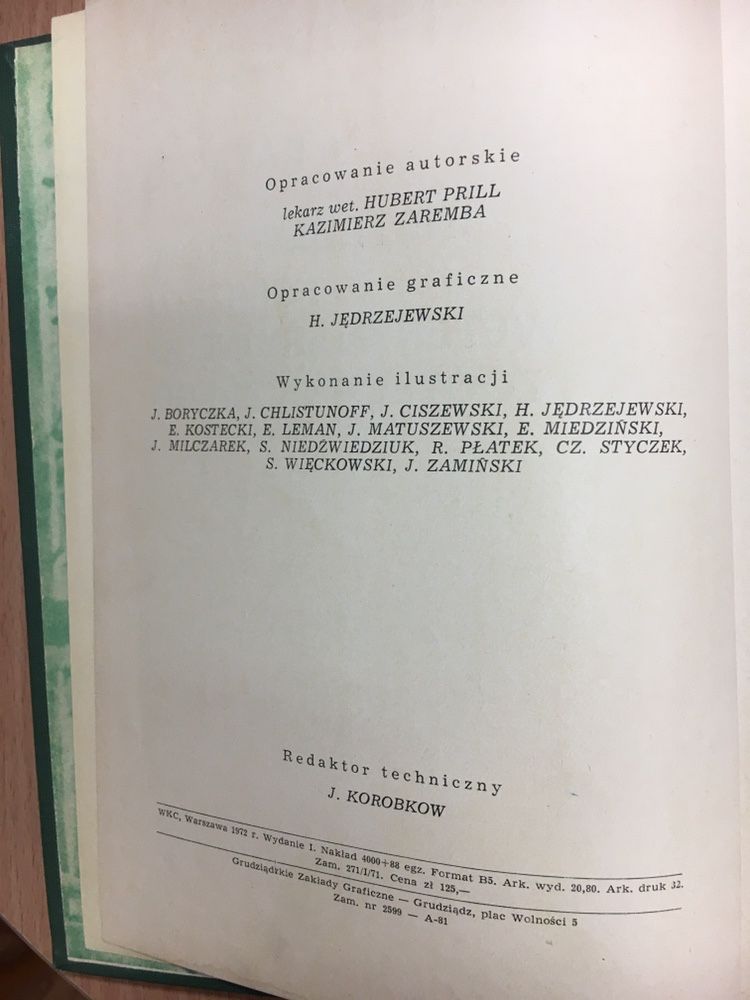 Opracowanie autorskie
lekarz wet. HUBERT PRILL
KAZIMIERZ ZAREMBA
Opracowanie graficzne
H. JĘDRZEJEWSKI
Wykonanie ilustracji
J. BORYCZKA, J. CHLISTUNOFF, J. CISZEWSKI, H. JĘDRZEJEWSKI,
E. KOSTECKI, E. LEMAN, J. MATUSZEWSKI, E. MIEDZIŃSKI,
J. MILCZAREK, S. NIEDŹWIEDZIUK, R. PŁATEK, CZ. STYCZEK,
S. WIĘCKOWSKI, J. ZAMIŃSKI
Redaktor techniczny
J. KOROBKOW
WKC, Warszawa 1972 r. Wydanie I. Nakład 4000+88 egz. Format B5. Ark. wyd. 20,80. Ark. druk 32.
Zam. 271/I/71. Cena zł 125,—
Grudziądzkie Zakłady Graficzne — Grudziądz, plac Wolności 5
Zam. nr 2599 — A-81